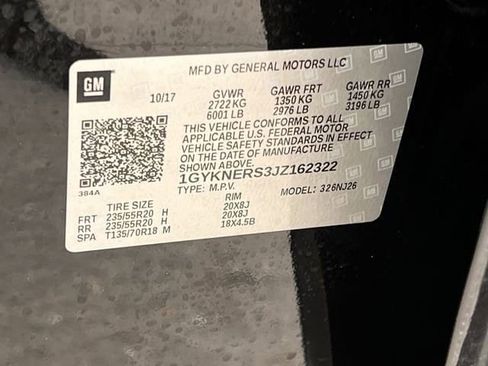 GM
MFD BY GENERAL MOTORS LLC
10/17 GVWR GAWR FRT GAWR RR
2722 KG 1350 KG 1450 KG
6001 LB 2976 LB 3196 LB
THIS VEHICLE CONFORMS TO ALL
APPLICABLE U.S. FEDERAL MOTOR
VEHICLE SAFETY STANDARDS IN EFFECT
ON THE DATE OF MANUFACTURE
SHOWN ABOVE.
1GYKNERS3JZ162322
384A TYPE: M.P.V. MODEL: 326NJ26
TIRE SIZE RIM
FRT 235/55R20 H 20X8J
RR 235/55R20 H 20X8J
SPA T135/70R18 M 18X4.5B